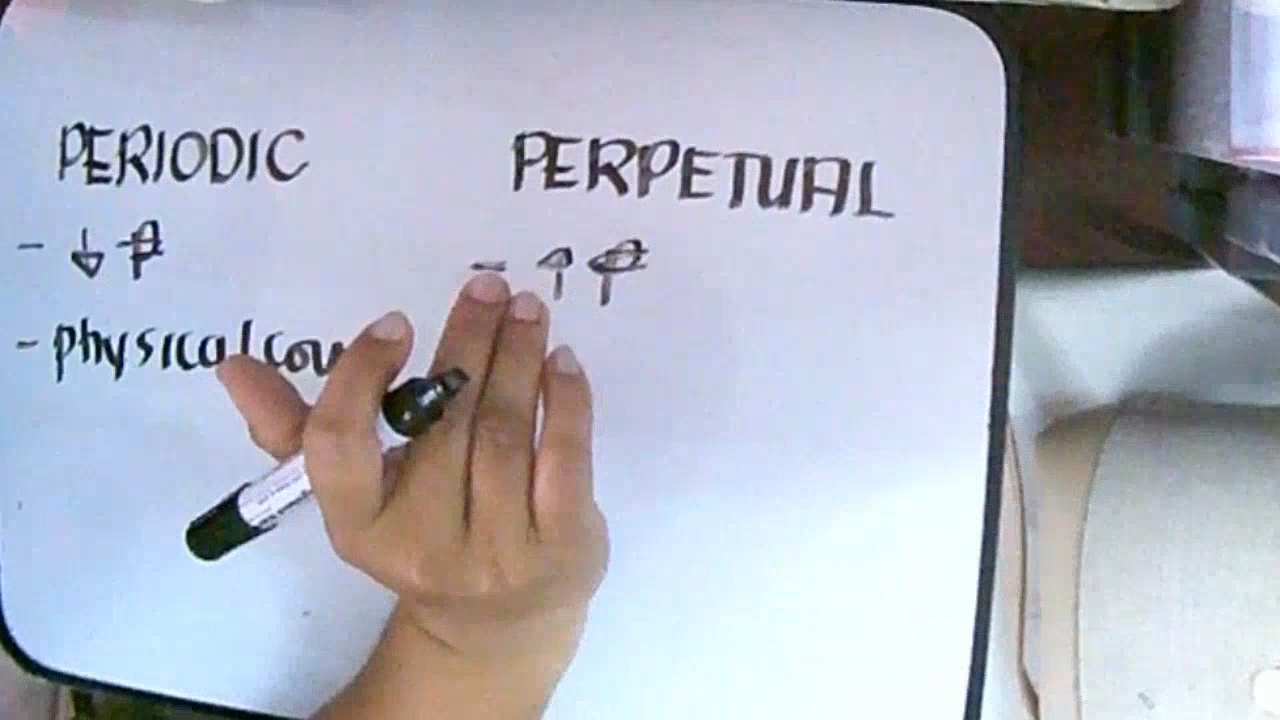 PERIODIC
- ↓ ₱
- physical
PERPETUAL
- ↑ ₱